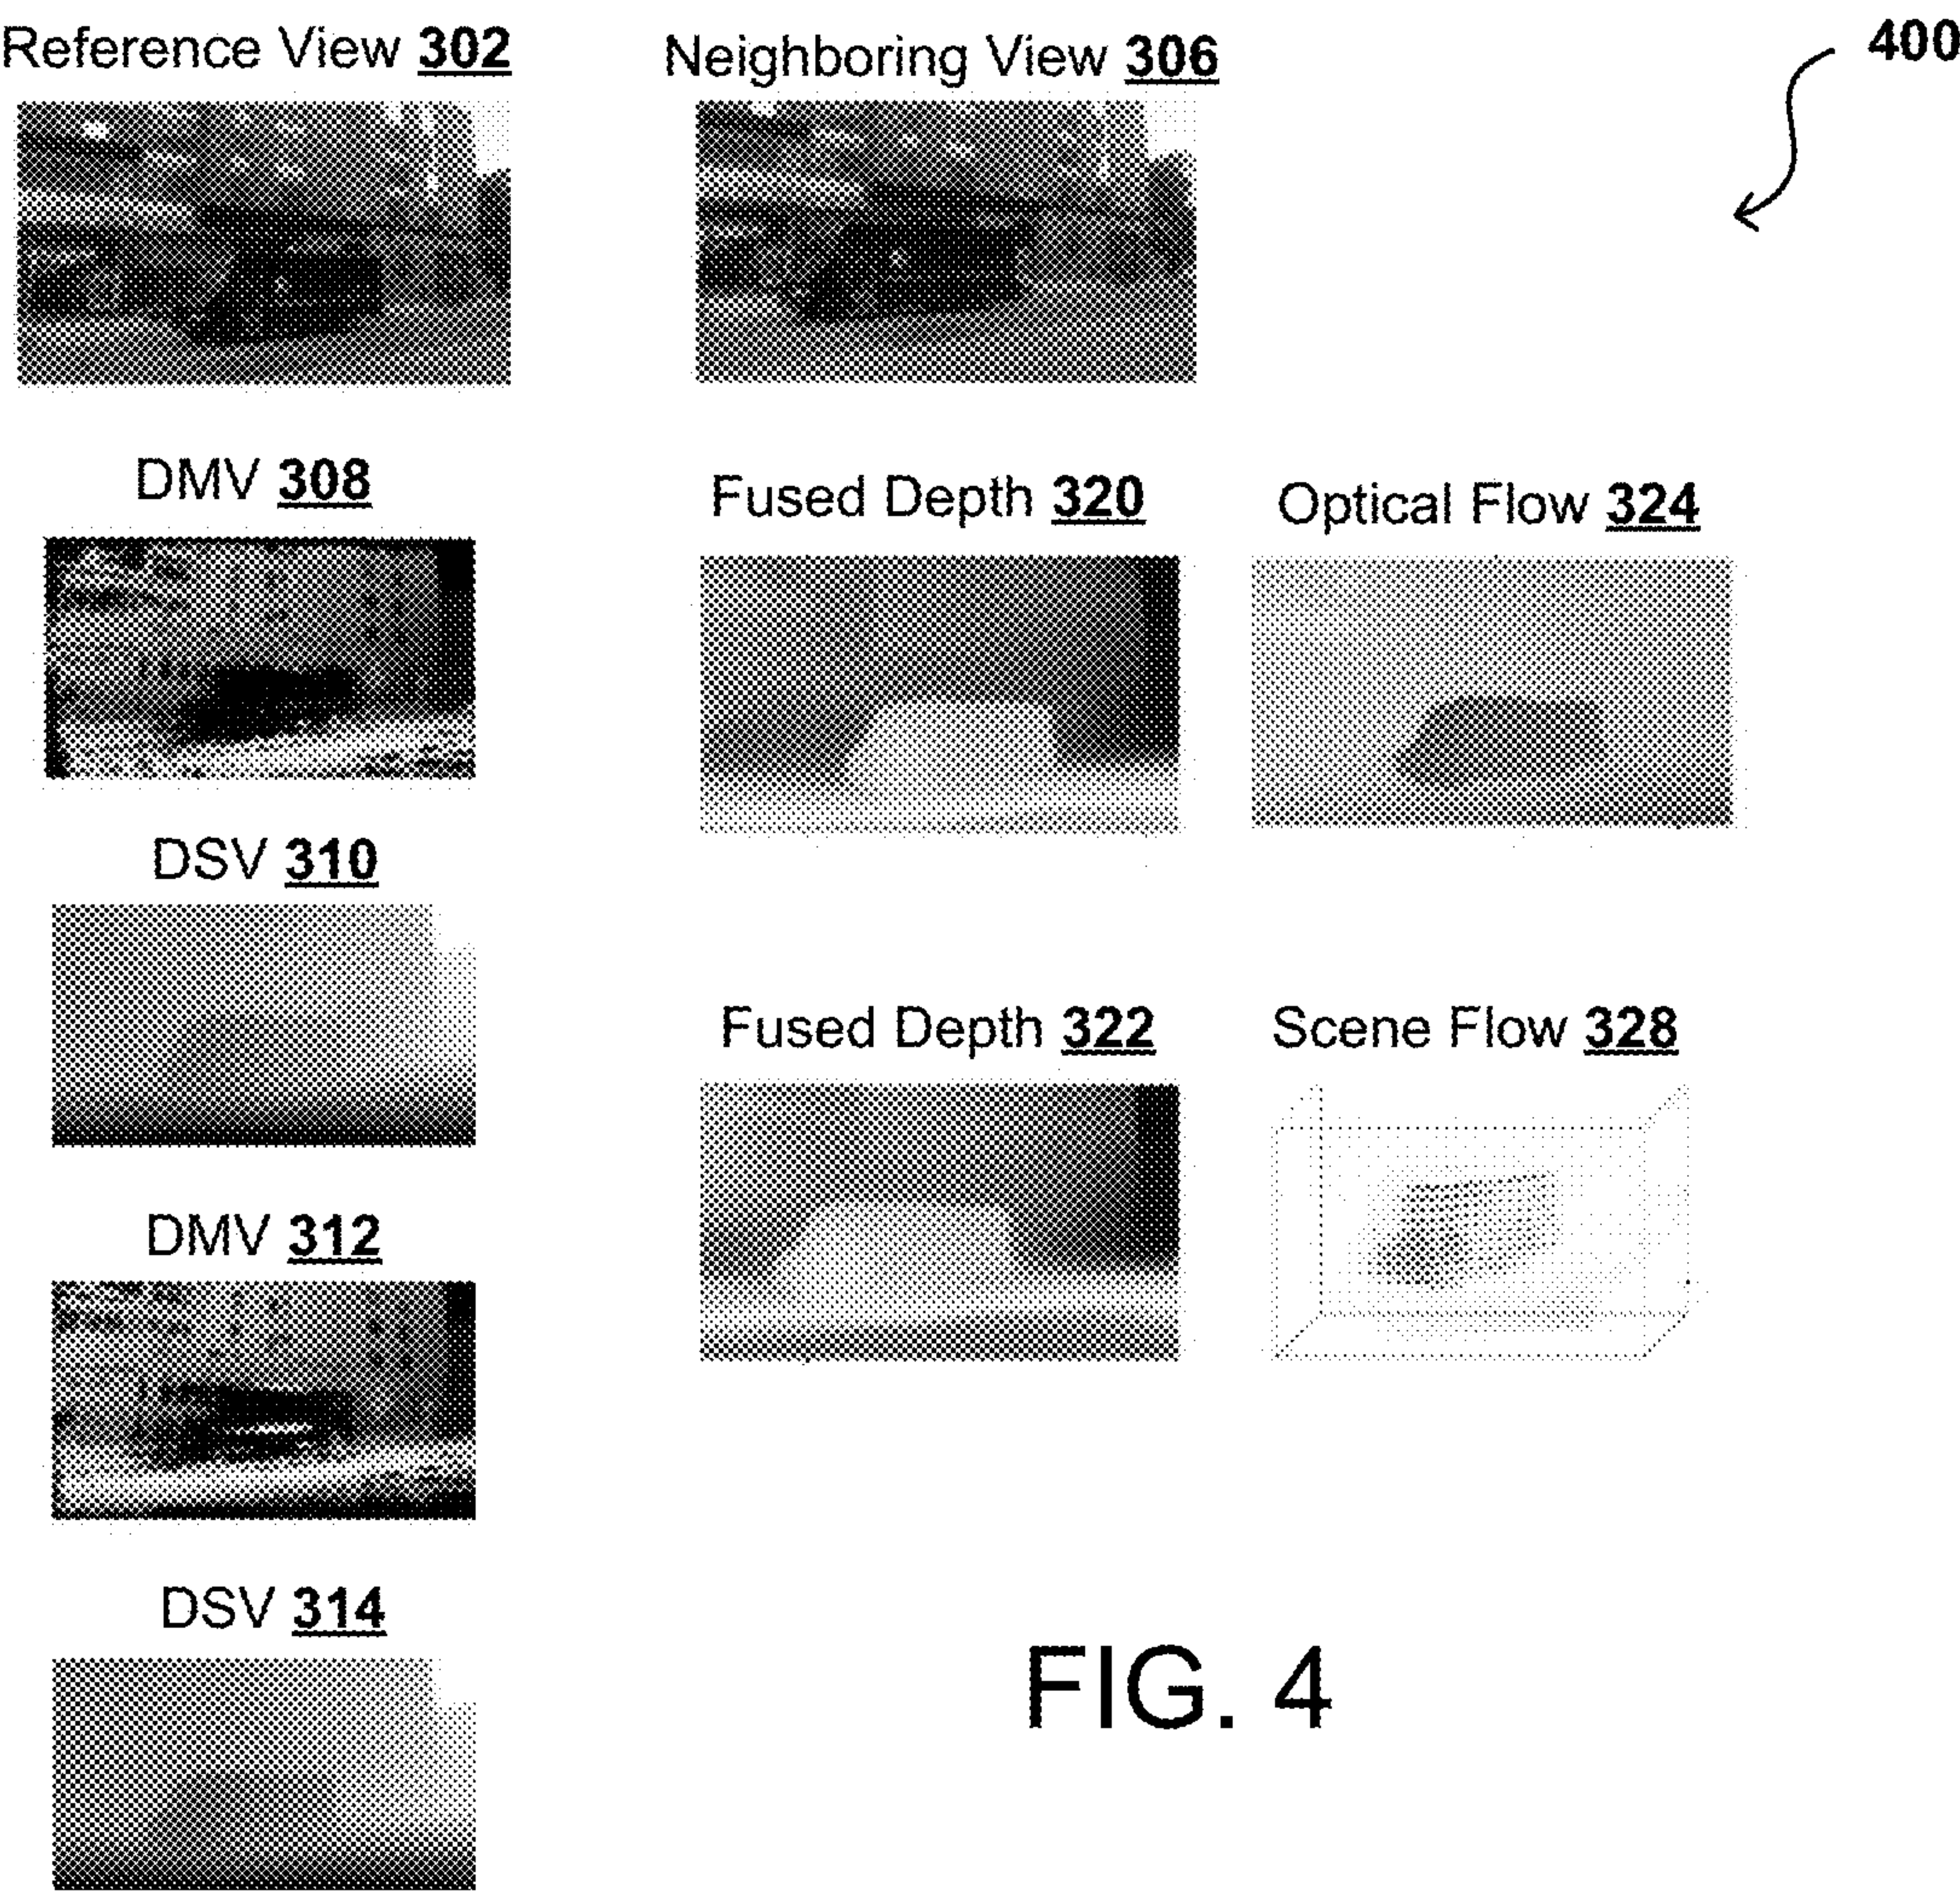 Reference View 302
Neighboring View 306
400
DMV 308
Fused Depth 320
Optical Flow 324
DSV 310
Fused Depth 322
Scene Flow 328
DMV 312
DSV 314
FIG. 4